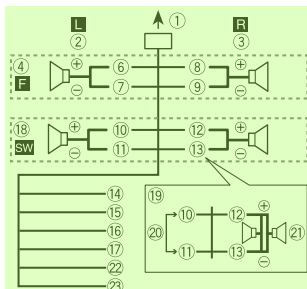 ①
L R
② ③
④ ⑥ ⑧ ⊕
F ⊕ ⑦ ⑨ ⊖
⊖
⑱ ⊕ ⑩ ⑫ ⊕
SW ⊖ ⑪ ⑬ ⊖
⑭
⑮
⑯
⑰
㉒
㉓
⑲
⑩ ⑫ ⊕
⑳ ㉑
⑪ ⑬ ⊖